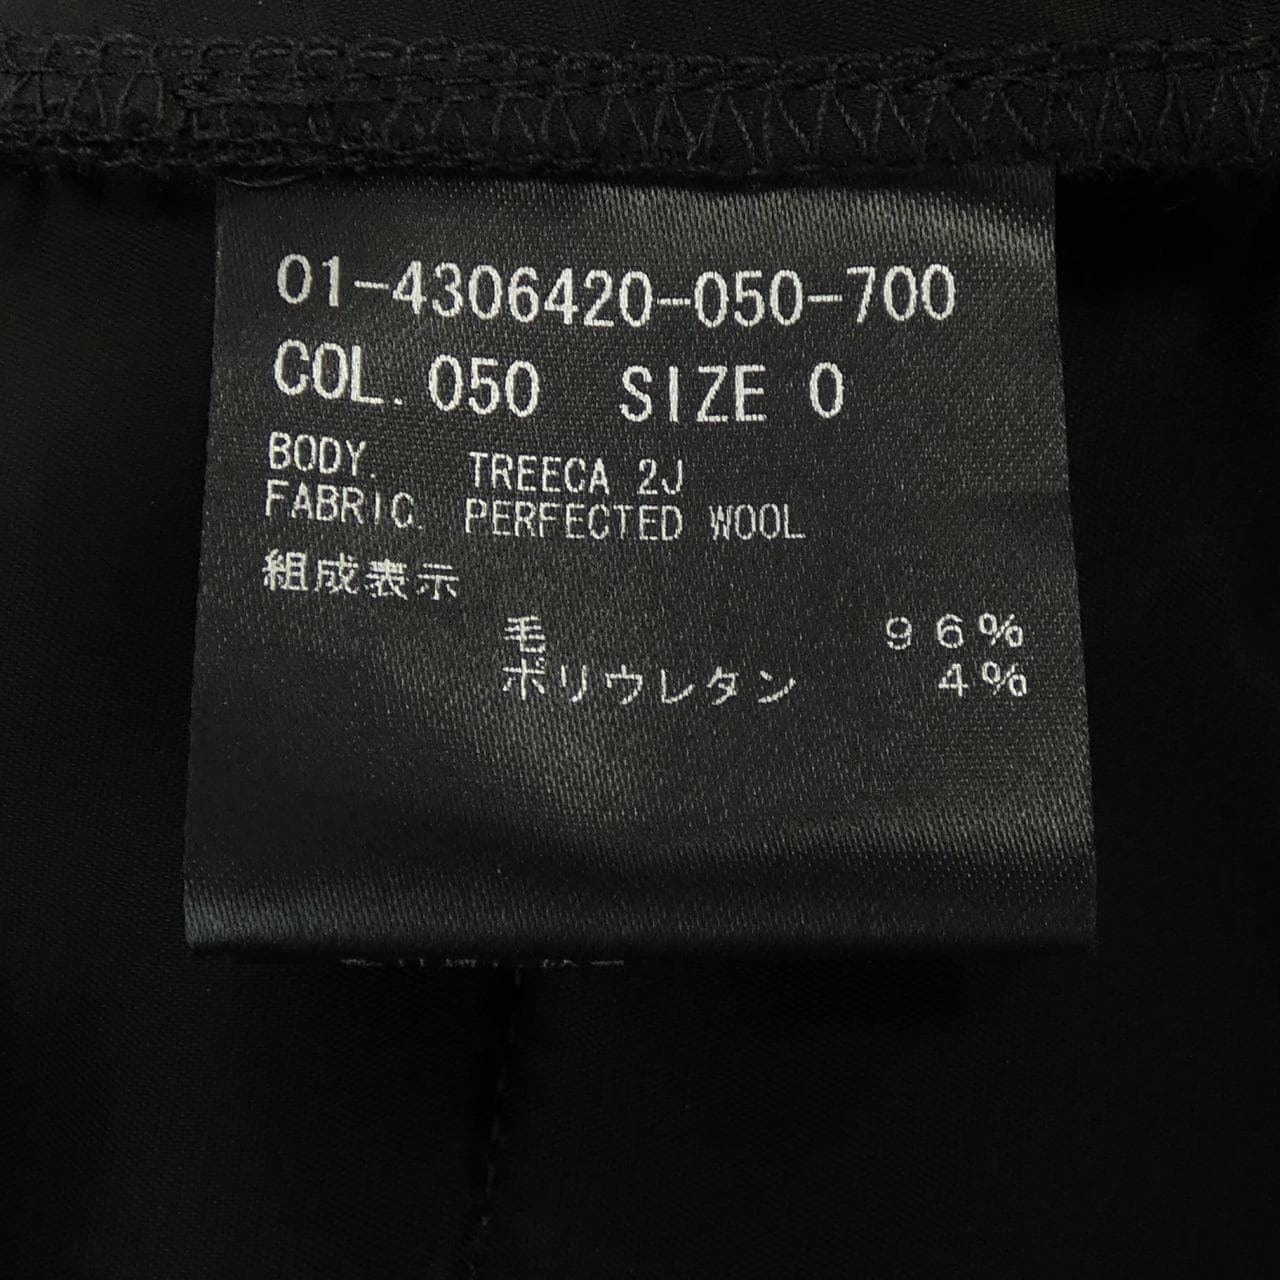 01-4306420-050-700
COL. 050 SIZE 0
BODY. TREECA 2J
FABRIC. PERFECTED WOOL
組成表示
毛 96%
ポリウレタン 4%